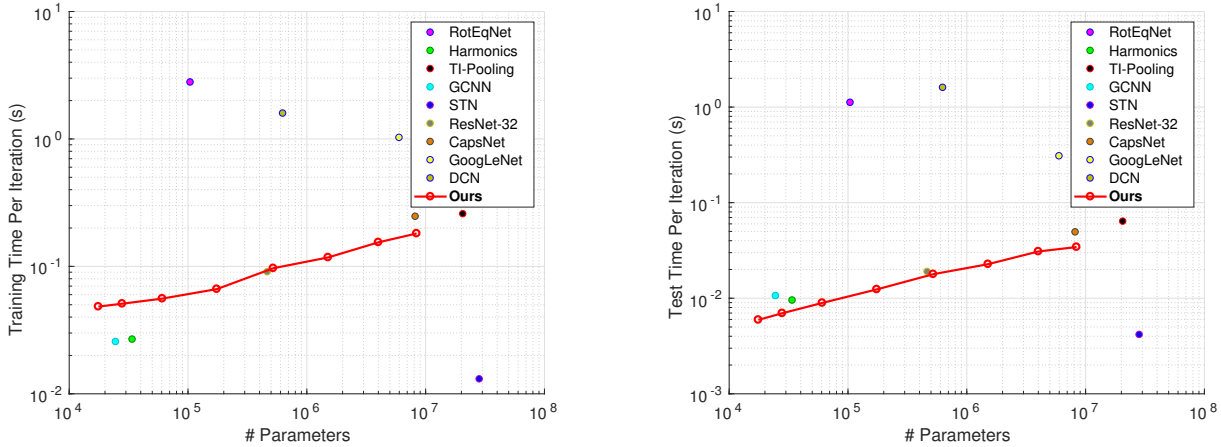 10^1
10^0
10^-1
10^-2
Training Time Per Iteration (s)
10^4 10^5 10^6 10^7 10^8
# Parameters
RotEqNet
Harmonics
TI-Pooling
GCNN
STN
ResNet-32
CapsNet
GoogLeNet
DCN
Ours
10^1
10^0
10^-1
10^-2
10^-3
Test Time Per Iteration (s)
10^4 10^5 10^6 10^7 10^8
# Parameters
RotEqNet
Harmonics
TI-Pooling
GCNN
STN
ResNet-32
CapsNet
GoogLeNet
DCN
Ours